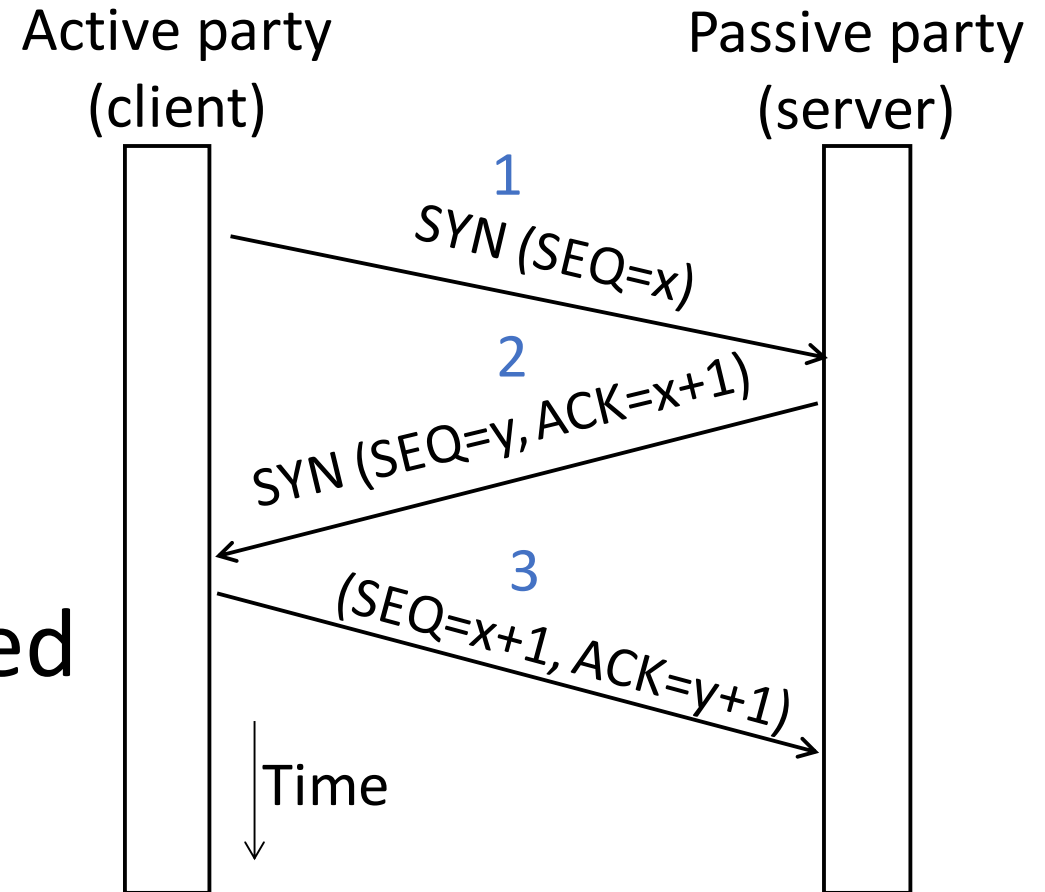 Active party
(client)
Passive party
(server)
1
SYN (SEQ=x)
2
SYN (SEQ=y, ACK=x+1)
3
(SEQ=x+1, ACK=y+1)
ed
Time